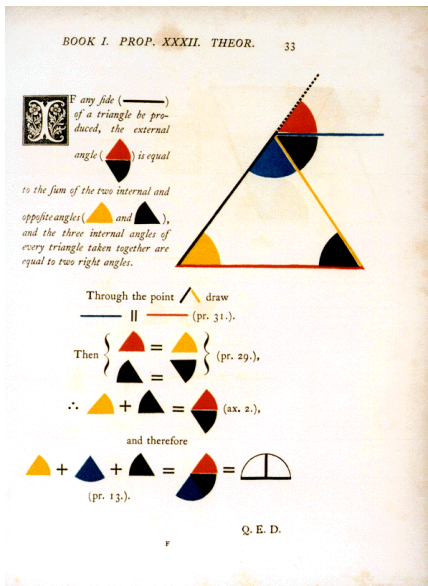 BOOK I. PROP. XXXII. THEOR.
33
IF any ſide ( )
of a triangle be pro-
duced, the external
angle ( ) is equal
to the ſum of the two internal and
oppoſite angles ( and ),
and the three internal angles of
every triangle taken together are
equal to two right angles.
Through the point draw
|| (pr. 31.).
Then { = = } (pr. 29.),
∴ + = (ax. 2.),
and therefore
+ + = =
(pr. 13.).
Q. E. D.
F